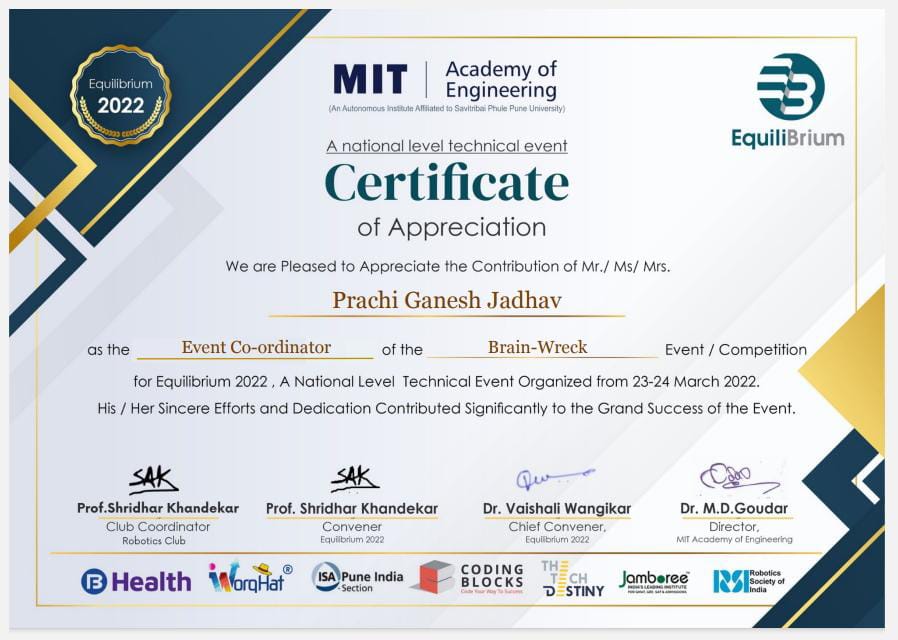 Equilibrium
2022
MIT
Academy of
Engineering
(An Autonomous Institute Affiliated to Savitribai Phule Pune University)
EquiliBrium
A national level technical event
Certificate
of Appreciation
We are Pleased to Appreciate the Contribution of Mr./ Ms/ Mrs.
Prachi Ganesh Jadhav
as the Event Co-ordinator of the Brain-Wreck Event / Competition
for Equilibrium 2022 , A National Level Technical Event Organized from 23-24 March 2022.
His / Her Sincere Efforts and Dedication Contributed Significantly to the Grand Success of the Event.
SAK
SAK
Prof.Shridhar Khandekar
Club Coordinator
Robotics Club
Prof. Shridhar Khandekar
Convener
Equilibrium 2022
Dr. Vaishali Wangikar
Chief Convener,
Equilibrium 2022
Dr. M.D.Goudar
Director,
MIT Academy of Engineering
B Health
WorqHat
ISA Pune India
-Section
CODING
BLOCKS
Code Your Way To Success
THE
TECH
DESTINY
Jamboree
INDIA'S LEADING INSTITUTE
FOR GMAT, GRE, SAT & ADMISSIONS
RSI
Robotics
Society of
India